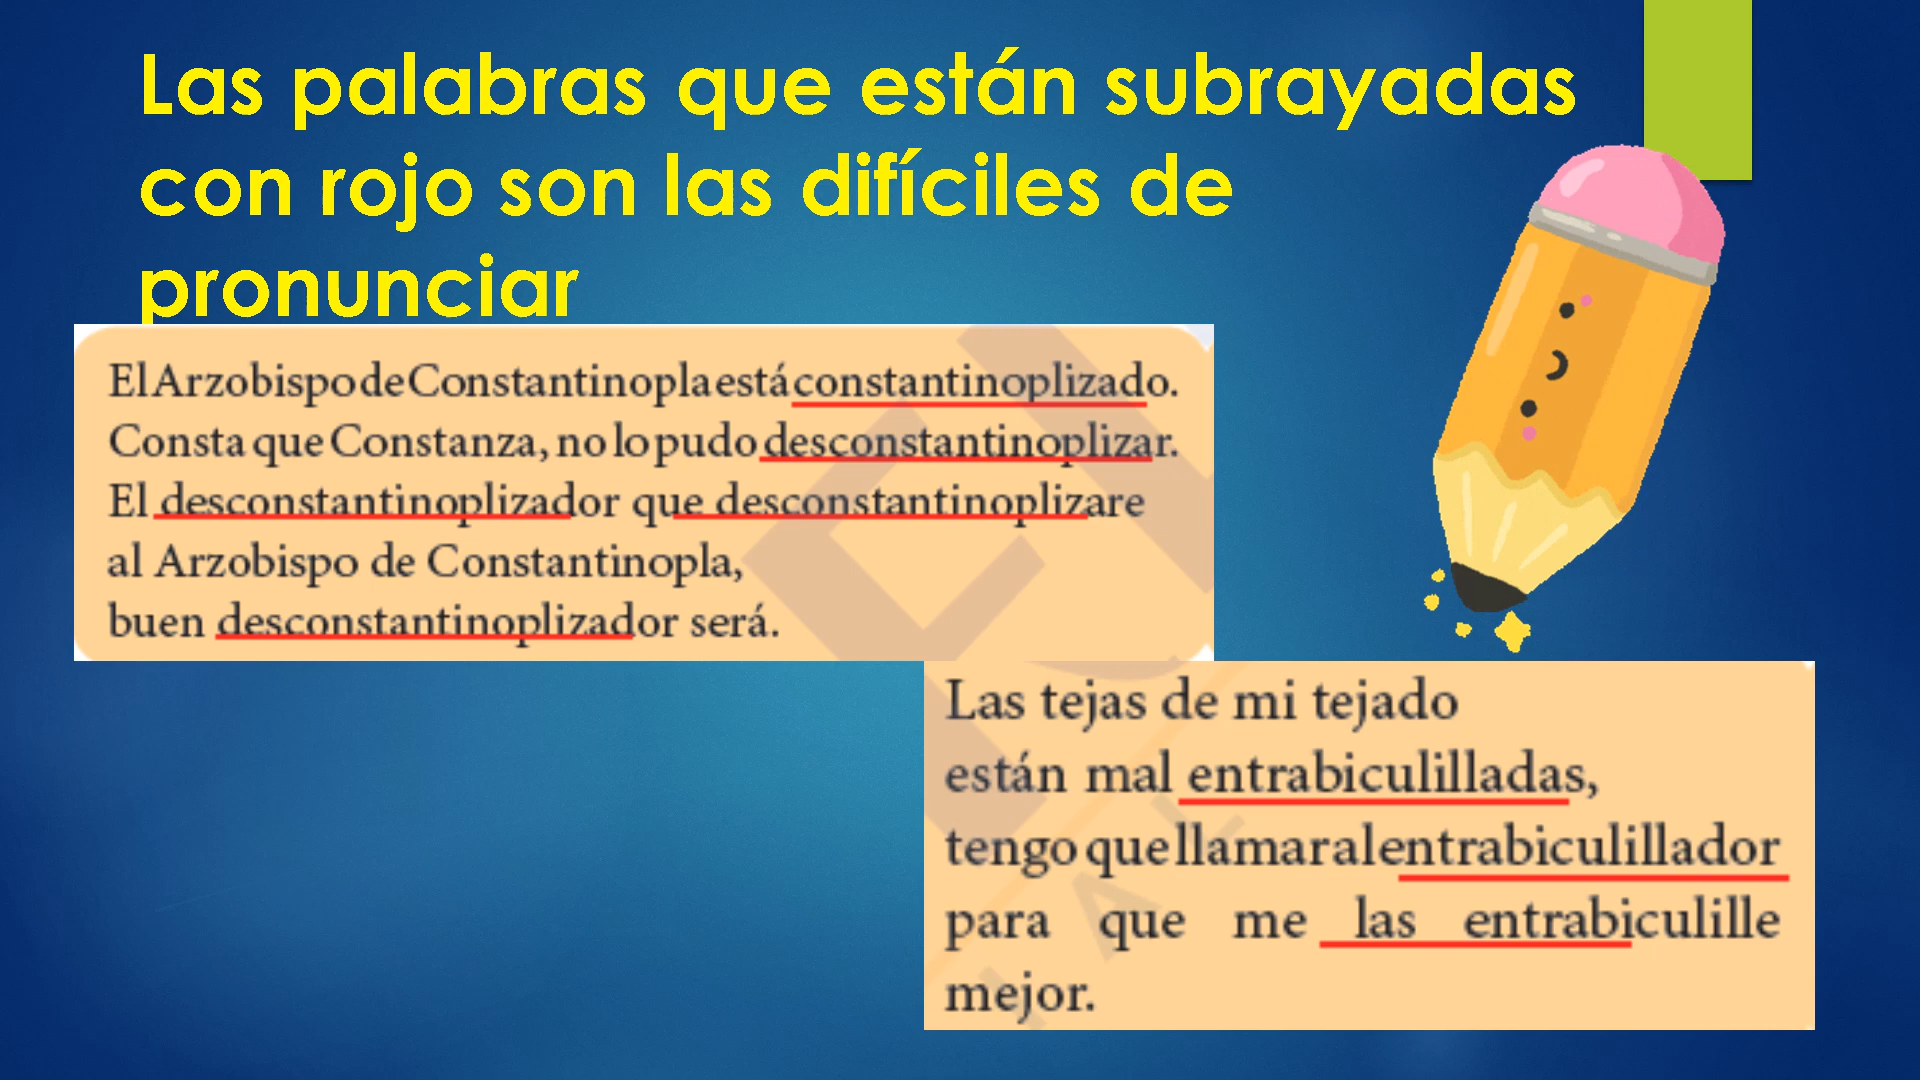 Las palabras que están subrayadas
con rojo son las difíciles de
pronunciar
El Arzobispo de Constantinopla está constantinoplizado.
Consta que Constanza, no lo pudo desconstantinoplizar.
El desconstantinoplizador que desconstantinoplizare
al Arzobispo de Constantinopla,
buen desconstantinoplizador será.
Las tejas de mi tejado
están mal entrabiculilladas,
tengo que llamar al entrabiculillador
para que me las entrabiculille
mejor.